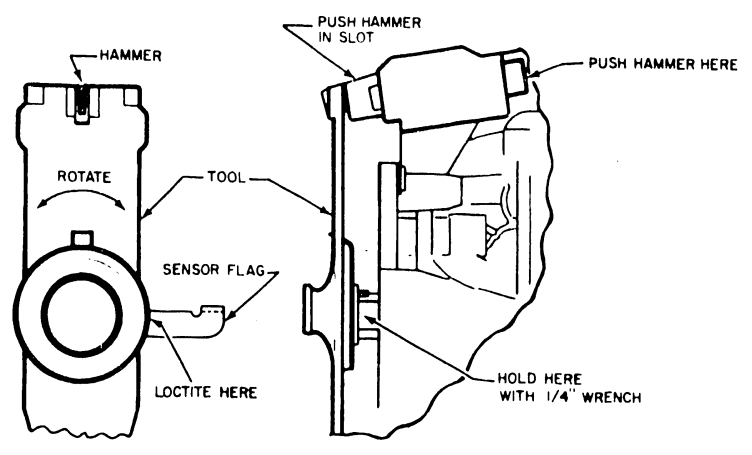 HAMMER
PUSH HAMMER
IN SLOT
PUSH HAMMER HERE
ROTATE
TOOL
SENSOR FLAG
LOCTITE HERE
HOLD HERE
WITH 1/4" WRENCH